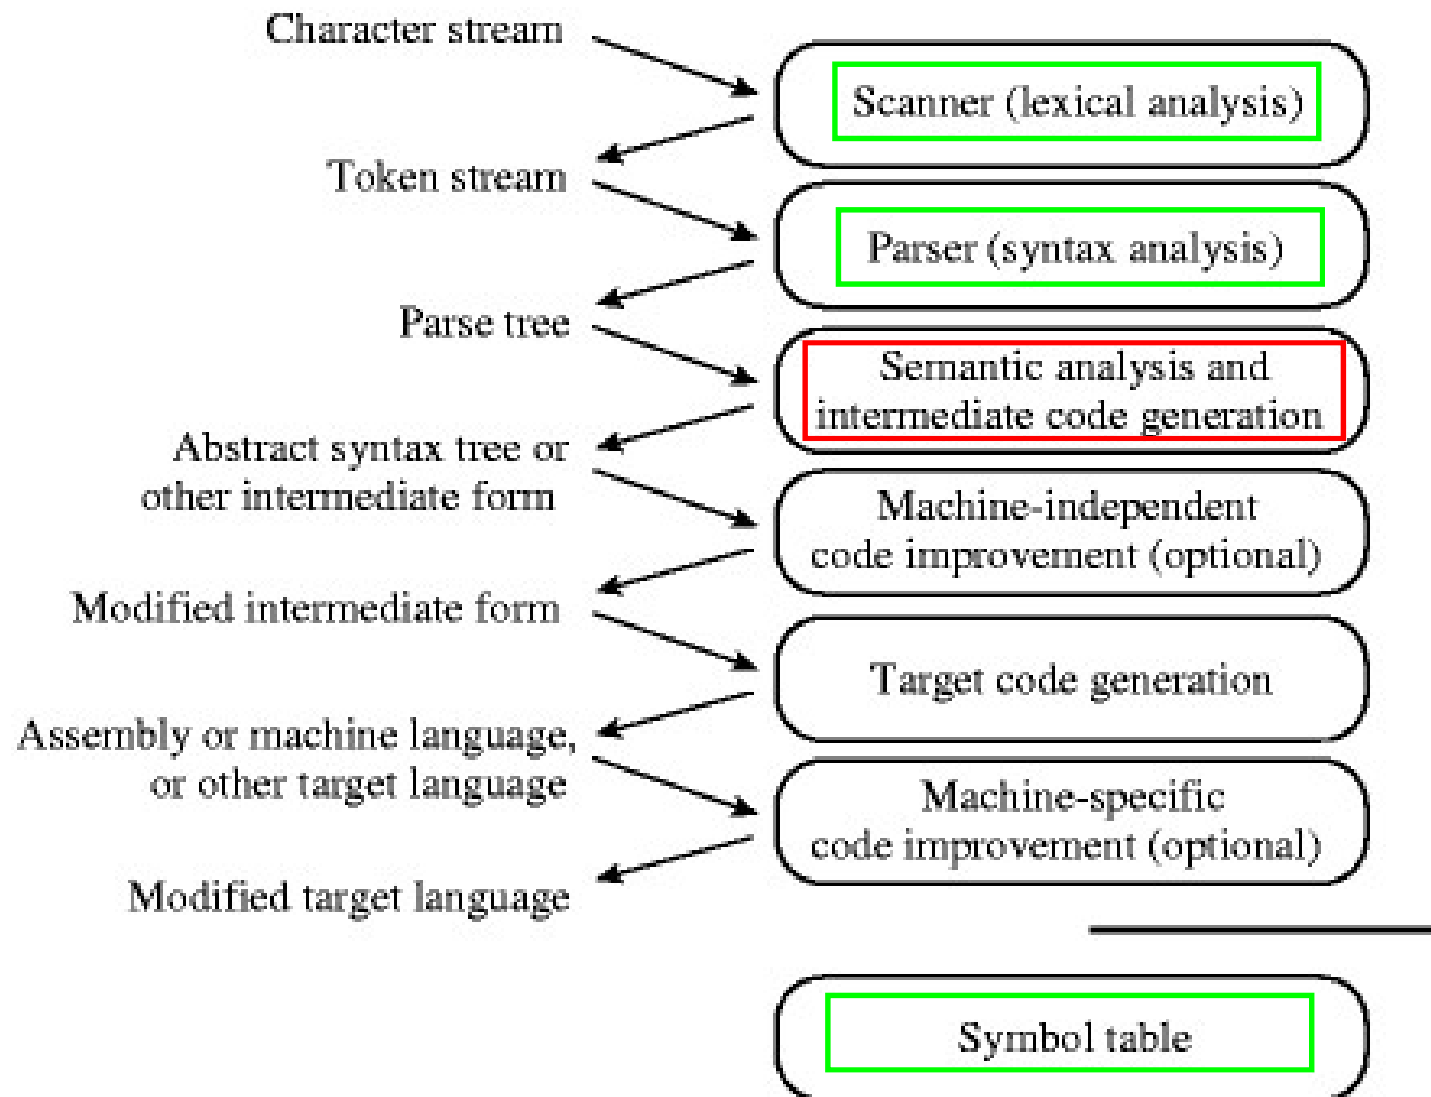 Character stream
Scanner (lexical analysis)
Token stream
Parser (syntax analysis)
Parse tree
Semantic analysis and
intermediate code generation
Abstract syntax tree or
other intermediate form
Machine-independent
code improvement (optional)
Modified intermediate form
Target code generation
Assembly or machine language,
or other target language
Machine-specific
code improvement (optional)
Modified target language
Symbol table